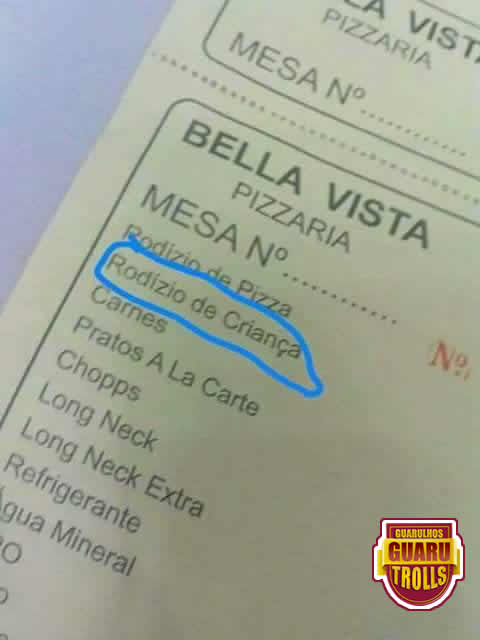 LA VISTA
PIZZARIA
MESA Nº
BELLA VISTA
PIZZARIA
MESA Nº
Rodízio de Pizza
Rodízio de Criança
Nº.
Carnes
Pratos A La Carte
Chopps
Long Neck
Long Neck Extra
Refrigerante
Água Mineral
GUARULHOS
GUARU
TROLLS